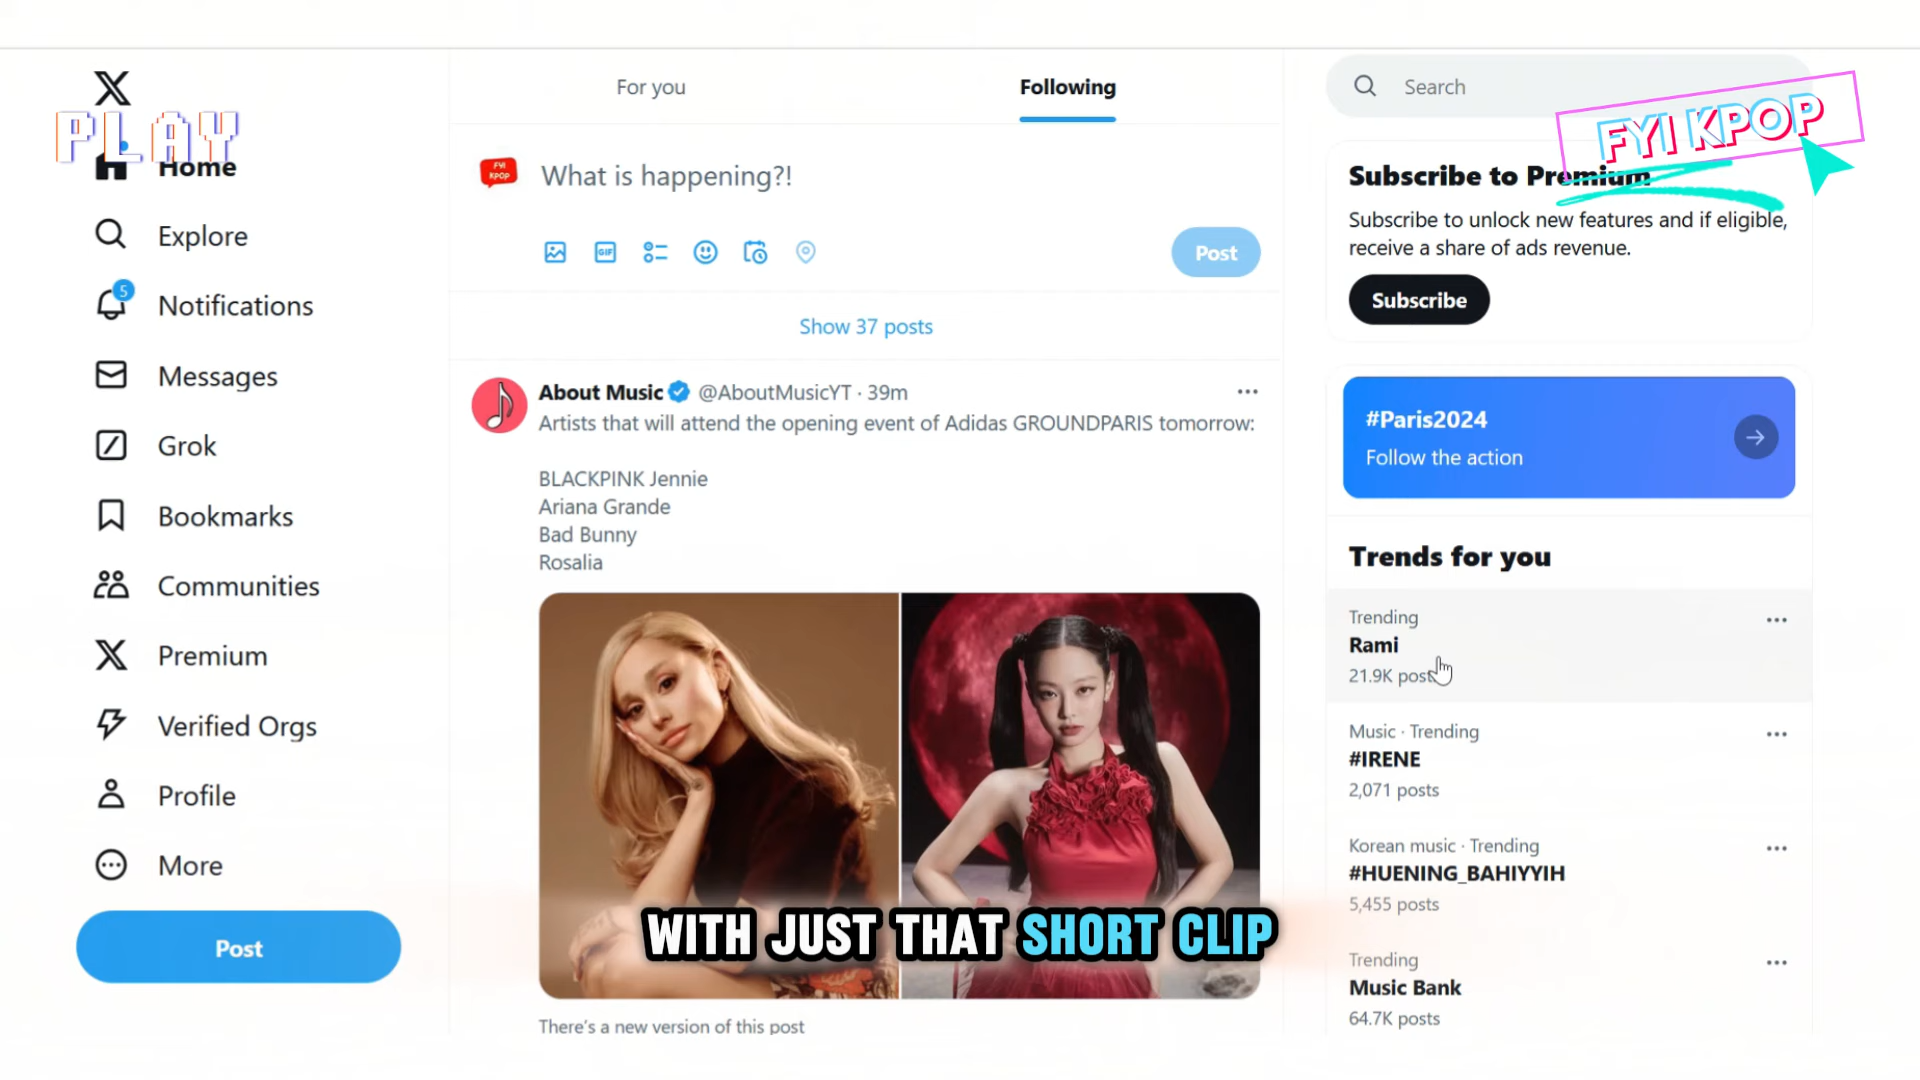 PLAY
Home
Explore
5
Notifications
Messages
Grok
Bookmarks
Communities
Premium
Verified Orgs
Profile
More
Post
For you
Following
FYI
KPOP
What is happening?!
GIF
Post
Show 37 posts
About Music @AboutMusicYT · 39m
Artists that will attend the opening event of Adidas GROUNDPARIS tomorrow:
BLACKPINK Jennie
Ariana Grande
Bad Bunny
Rosalia
WITH JUST THAT SHORT CLIP
There's a new version of this post
Search
FYI KPOP
Subscribe to Premium
Subscribe to unlock new features and if eligible,
receive a share of ads revenue.
Subscribe
#Paris2024
Follow the action
Trends for you
Trending
Rami
21.9K posts
Music · Trending
#IRENE
2,071 posts
Korean music · Trending
#HUENING_BAHIYYIH
5,455 posts
Trending
Music Bank
64.7K posts